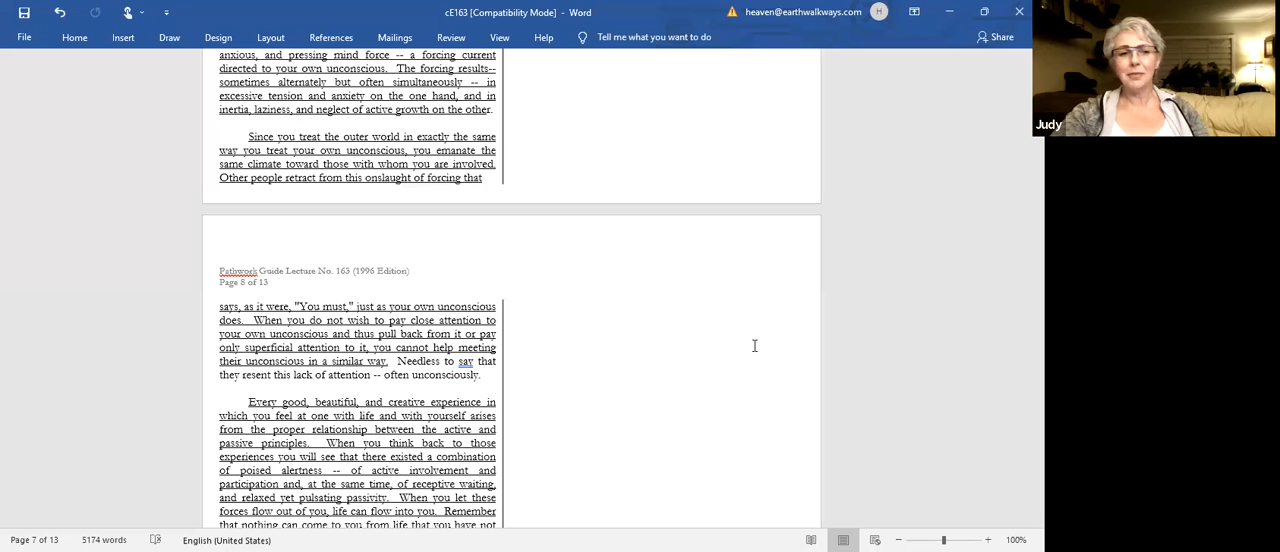 cE163 [Compatibility Mode] - Word
heaven@earthwalkways.com
H
File Home Insert Draw Design Layout References Mailings Review View Help Tell me what you want to do
Share
Judy
anxious, and pressing mind force -- a forcing current
directed to your own unconscious. The forcing results--
sometimes alternately but often simultaneously -- in
excessive tension and anxiety on the one hand, and in
inertia, laziness, and neglect of active growth on the other.
Since you treat the outer world in exactly the same
way you treat your own unconscious, you emanate the
same climate toward those with whom you are involved.
Other people retract from this onslaught of forcing that
Pathwork Guide Lecture No. 163 (1996 Edition)
Page 8 of 13
says, as it were, "You must," just as your own unconscious
does. When you do not wish to pay close attention to
your own unconscious and thus pull back from it or pay
only superficial attention to it, you cannot help meeting
their unconscious in a similar way. Needless to say that
they resent this lack of attention -- often unconsciously.
Every good, beautiful, and creative experience in
which you feel at one with life and with yourself arises
from the proper relationship between the active and
passive principles. When you think back to those
experiences you will see that there existed a combination
of poised alertness -- of active involvement and
participation and, at the same time, of receptive waiting,
and relaxed yet pulsating passivity. When you let these
forces flow out of you, life can flow into you. Remember
that nothing can come to you from life that you have not
Page 7 of 13 5174 words English (United States) 100%